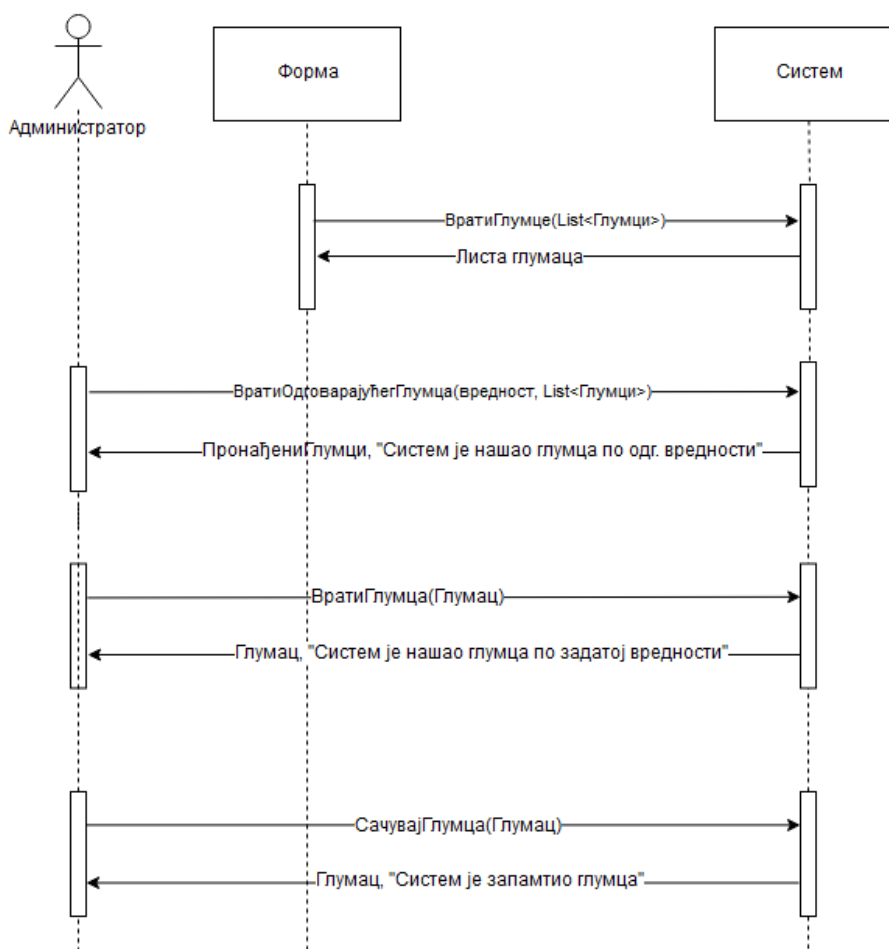 Форма
Систем
Администратор
ВратиГлумце(List<Глумци>)
Листа глумаца
ВратиОдговарајућегГлумца(вредност, List<Глумци>)
ПронађениГлумци, "Систем је нашао глумца по одг. вредности"
ВратиГлумца(Глумац)
Глумац, "Систем је нашао глумца по задатој вредности"
СачувајГлумца(Глумац)
Глумац, "Систем је запамтио глумца"